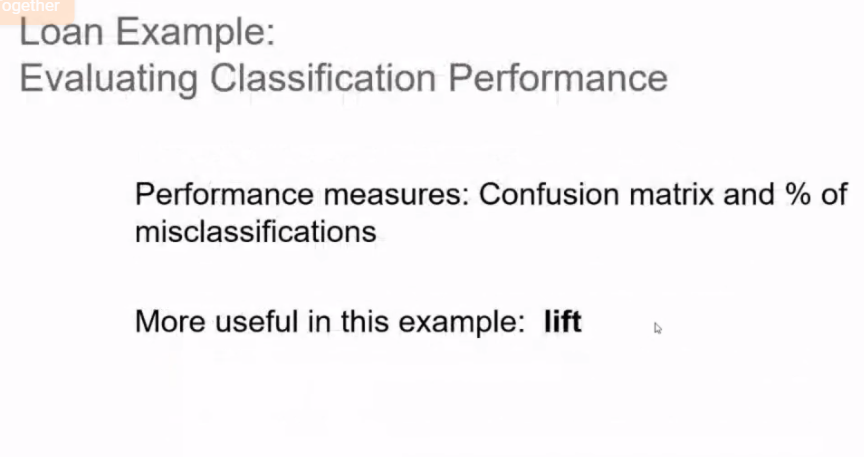 ogether
Loan Example:
Evaluating Classification Performance
Performance measures: Confusion matrix and % of
misclassifications
More useful in this example: lift